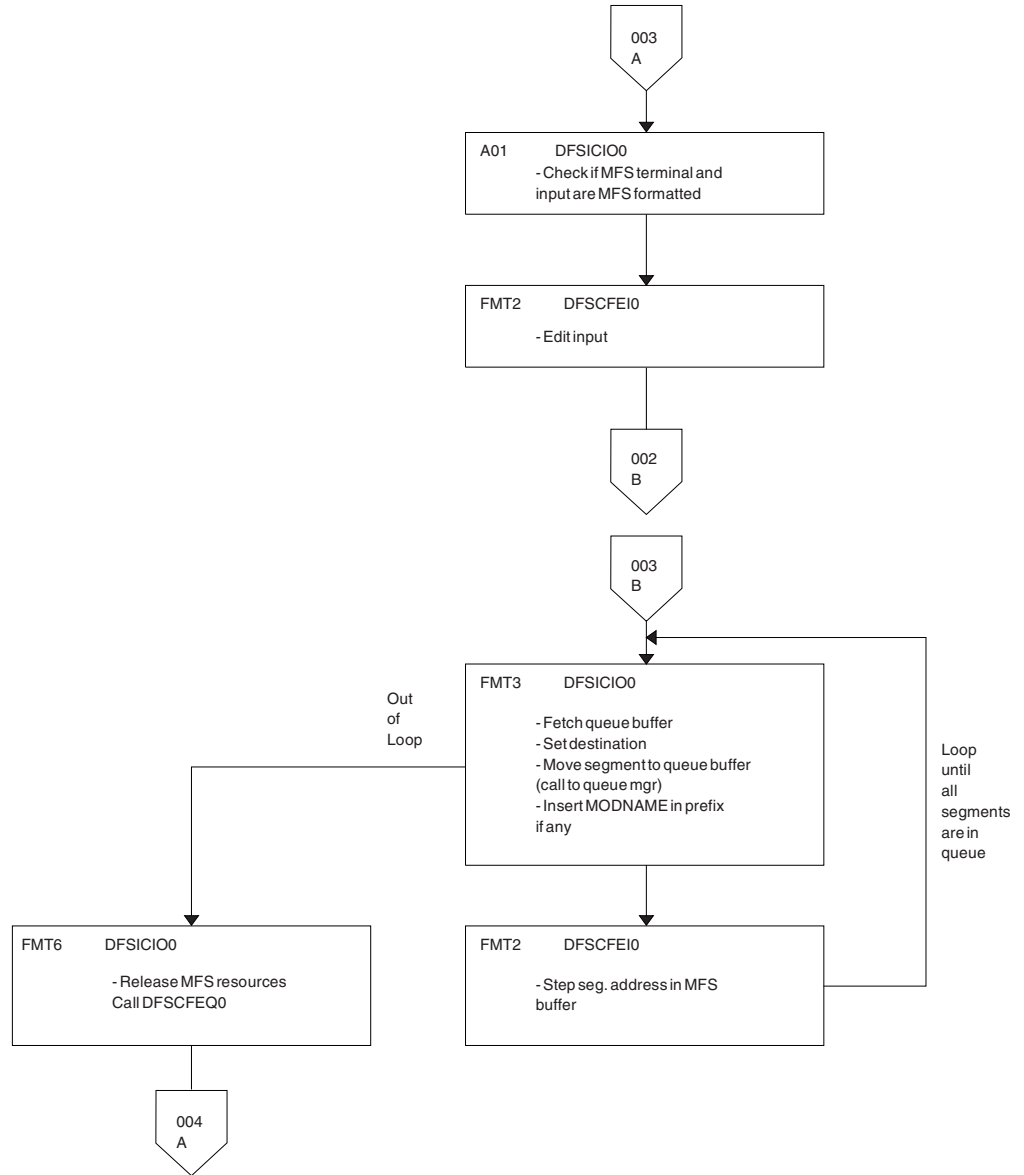 003
A
A01 DFSICIO0
- Check if MFS terminal and
input are MFS formatted
FMT2 DFSCFEI0
- Edit input
002
B
003
B
FMT3 DFSICIO0
- Fetch queue buffer
- Set destination
- Move segment to queue buffer
(call to queue mgr)
- Insert MODNAME in prefix
if any
Out
of
Loop
Loop
until
all
segments
are in
queue
FMT6 DFSICIO0
- Release MFS resources
Call DFSCFEQ0
FMT2 DFSCFEI0
- Step seg. address in MFS
buffer
004
A